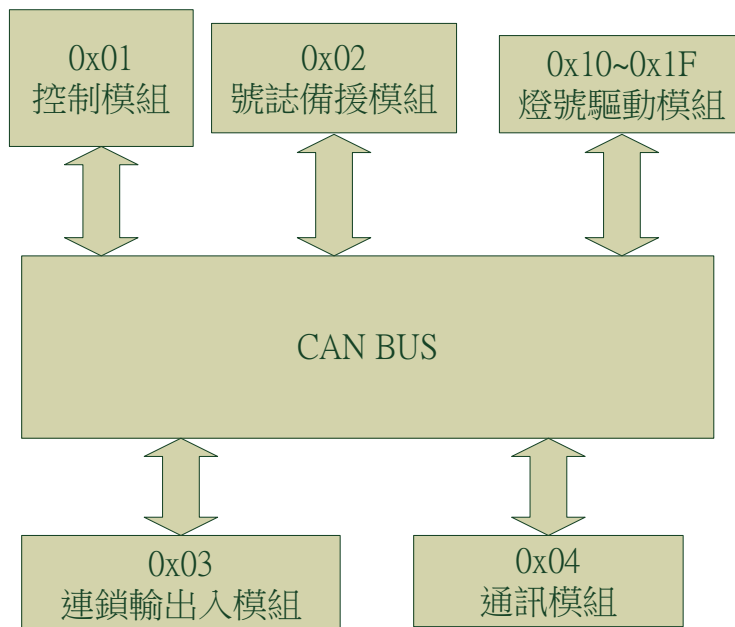 0x01
控制模組
0x02
號誌備援模組
0x10~0x1F
燈號驅動模組
CAN BUS
0x03
連鎖輸出入模組
0x04
通訊模組